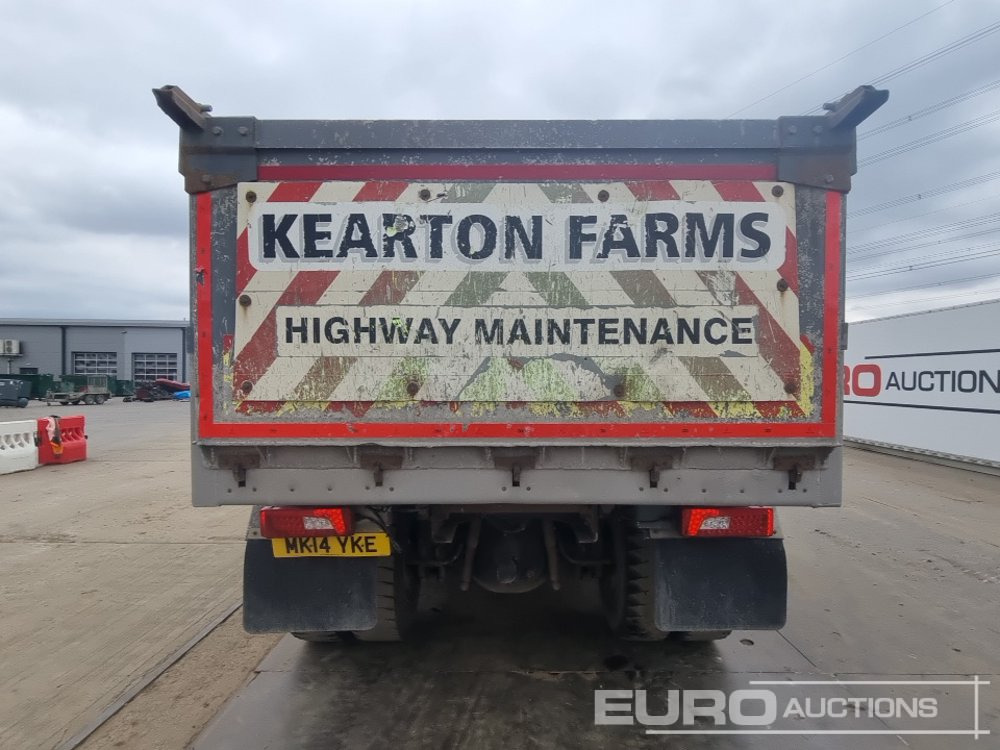 KEARTON FARMS
HIGHWAY MAINTENANCE
RO AUCTION
MK14 YKE
EURO AUCTIONS